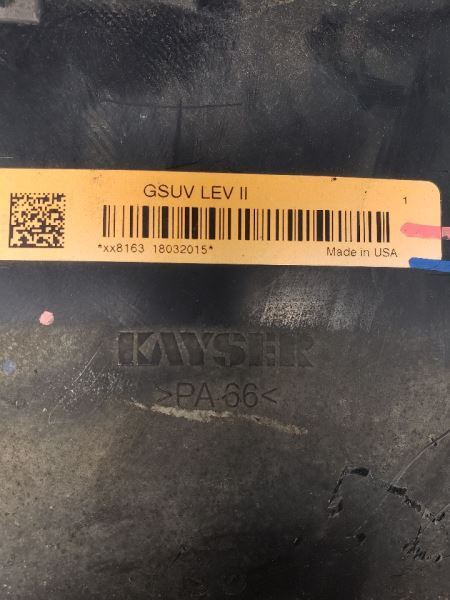 GSUV LEV II
1
*xx8163 18032015*
Made in USA
KAYSER
>PA 66<